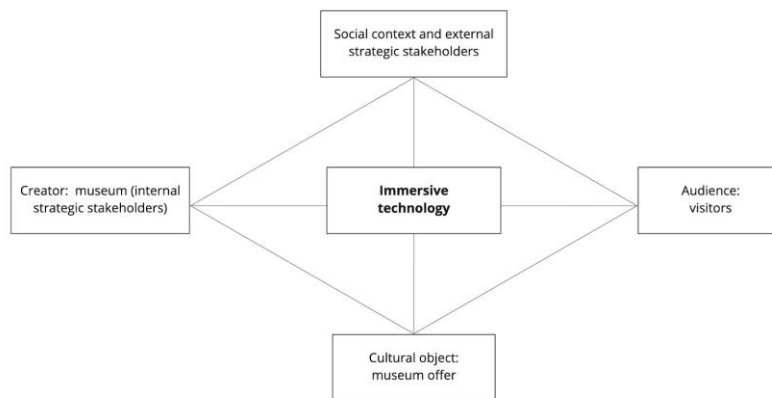 Social context and external
strategic stakeholders
Creator: museum (internal
strategic stakeholders)
Immersive
technology
Audience:
visitors
Cultural object:
museum offer